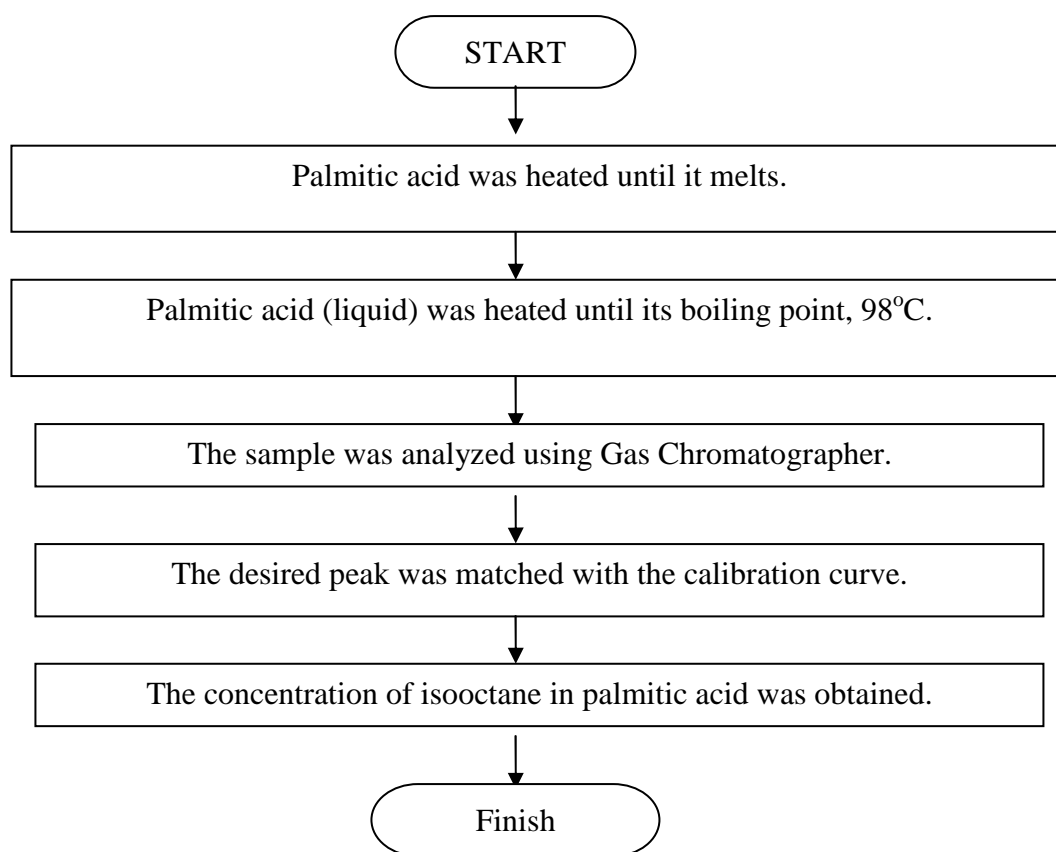 START
Palmitic acid was heated until it melts.
Palmitic acid (liquid) was heated until its boiling point, 98°C.
The sample was analyzed using Gas Chromatographer.
The desired peak was matched with the calibration curve.
The concentration of isooctane in palmitic acid was obtained.
Finish